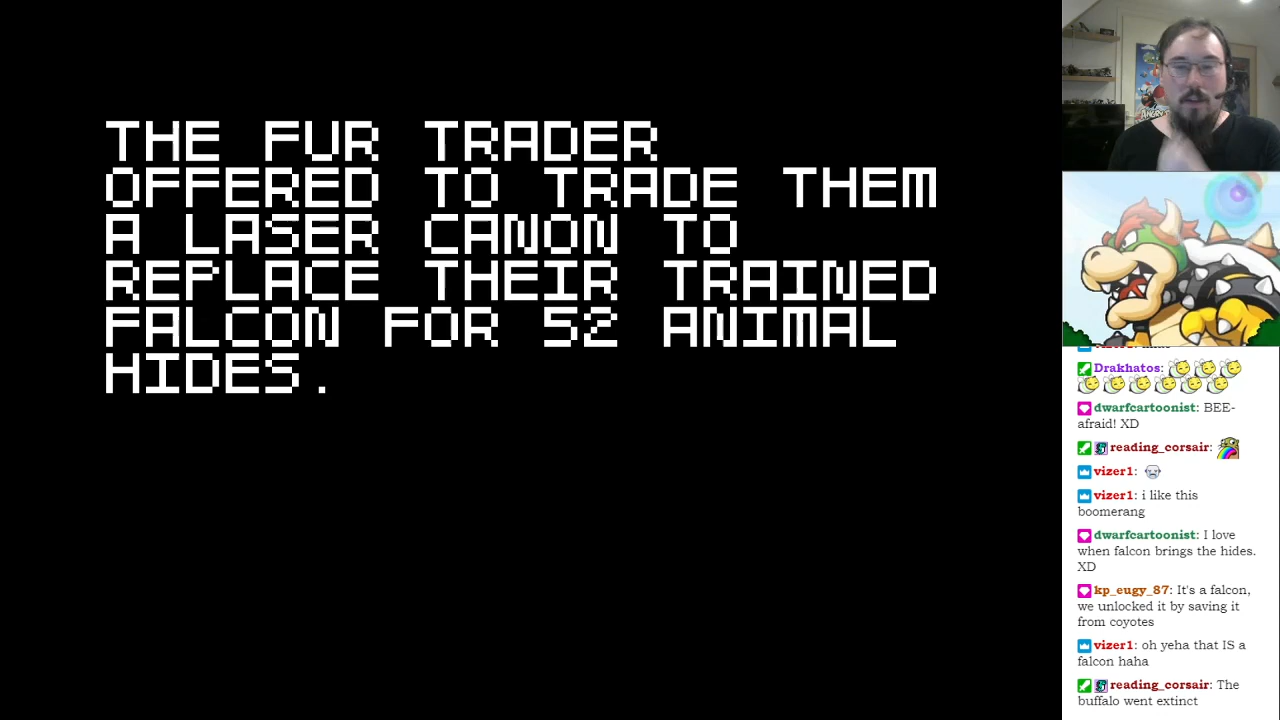 THE FUR TRADER
OFFERED TO TRADE THEM
A LASER CANON TO
REPLACE THEIR TRAINED
FALCON FOR 52 ANIMAL
HIDES.
Drakhatos:
dwarfcartoonist: BEE-
afraid! XD
reading_corsair:
vizer1:
vizer1: i like this
boomerang
dwarfcartoonist: I love
when falcon brings the hides.
XD
kp_eugy_87: It's a falcon,
we unlocked it by saving it
from coyotes
vizer1: oh yeha that IS a
falcon haha
reading_corsair: The
buffalo went extinct